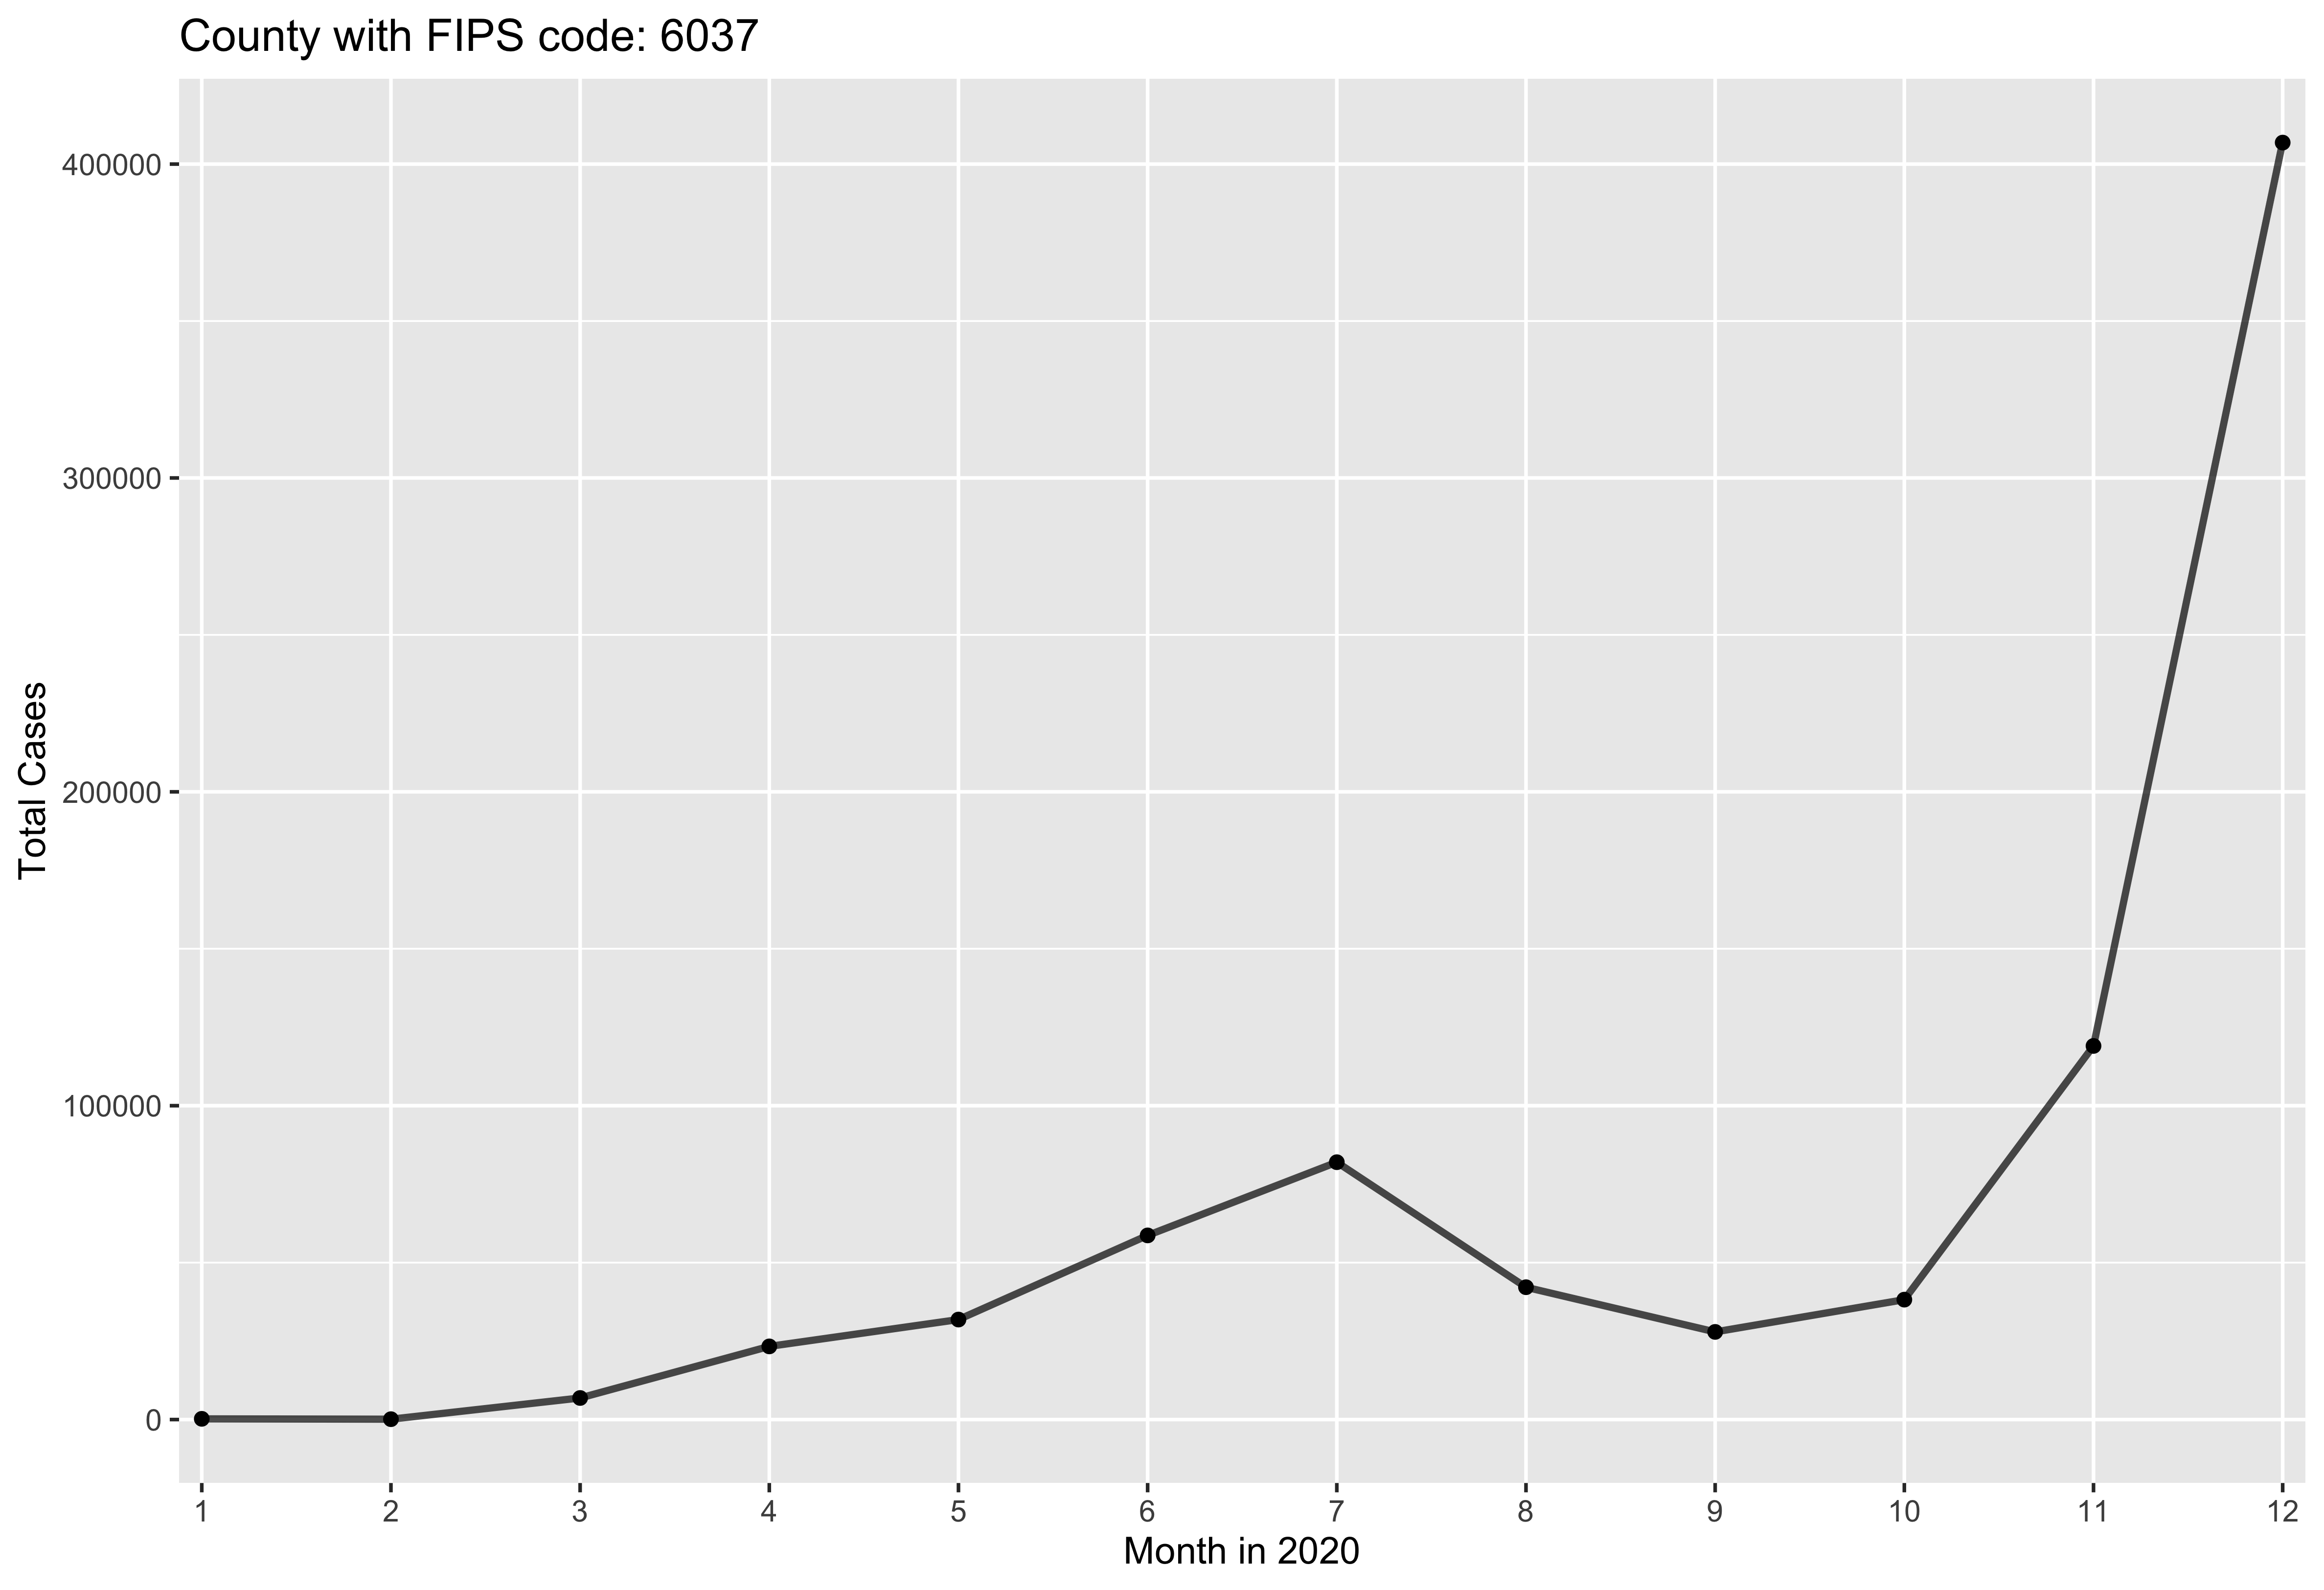 County with FIPS code: 6037
Total Cases
400000
300000
200000
100000
0
1 2 3 4 5 6 7 8 9 10 11 12
Month in 2020